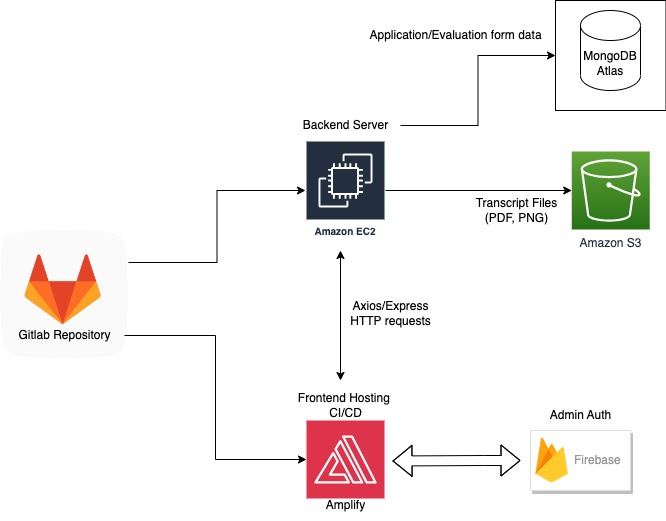 Application/Evaluation form data
MongoDB
Atlas
Backend Server
Amazon EC2
Transcript Files
(PDF, PNG)
Amazon S3
Gitlab Repository
Axios/Express
HTTP requests
Frontend Hosting
CI/CD
Amplify
Admin Auth
Firebase